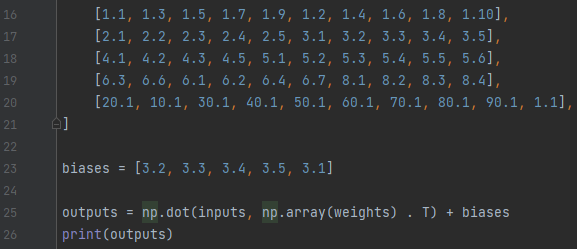 16 [1.1, 1.3, 1.5, 1.7, 1.9, 1.2, 1.4, 1.6, 1.8, 1.10],
17 [2.1, 2.2, 2.3, 2.4, 2.5, 3.1, 3.2, 3.3, 3.4, 3.5],
18 [4.1, 4.2, 4.3, 4.5, 5.1, 5.2, 5.3, 5.4, 5.5, 5.6],
19 [6.3, 6.6, 6.1, 6.2, 6.4, 6.7, 8.1, 8.2, 8.3, 8.4],
20 [20.1, 10.1, 30.1, 40.1, 50.1, 60.1, 70.1, 80.1, 90.1, 1.1],
21 ]
22
23 biases = [3.2, 3.3, 3.4, 3.5, 3.1]
24
25 outputs = np.dot(inputs, np.array(weights) . T) + biases
26 print(outputs)